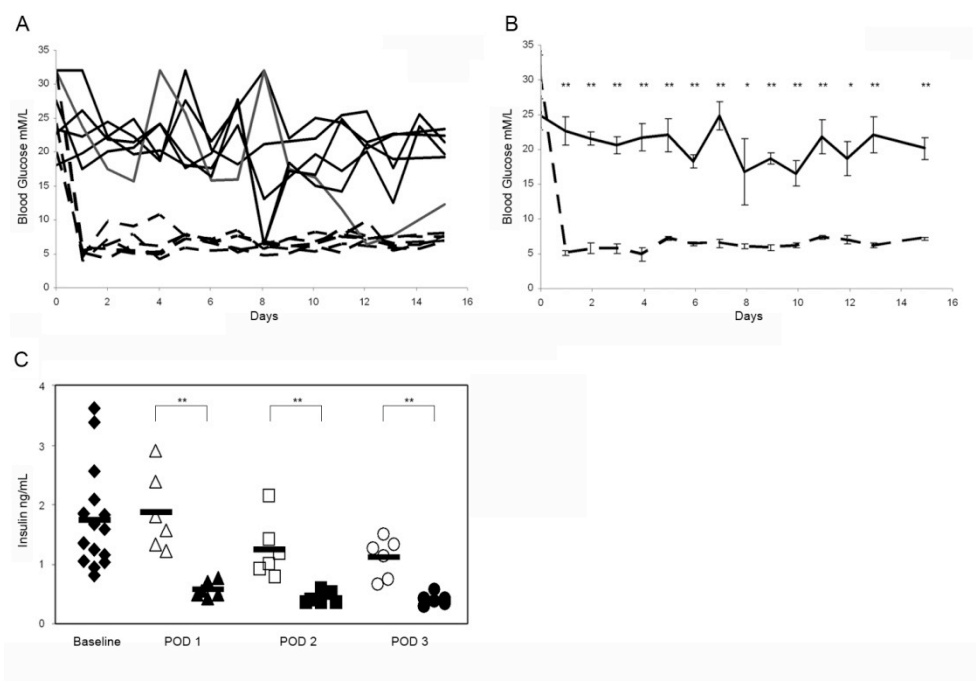 A
Blood Glucose mM/L
35
30
25
20
15
10
5
0
0 2 4 6 8 10 12 14 16
Days
B
Blood Glucose mM/L
35
30
25
20
15
10
5
0
** ** ** ** ** ** ** * ** ** ** * ** **
0 2 4 6 8 10 12 14 16
Days
C
Insulin ng/mL
4
3
2
1
0
** ** **
Baseline POD 1 POD 2 POD 3